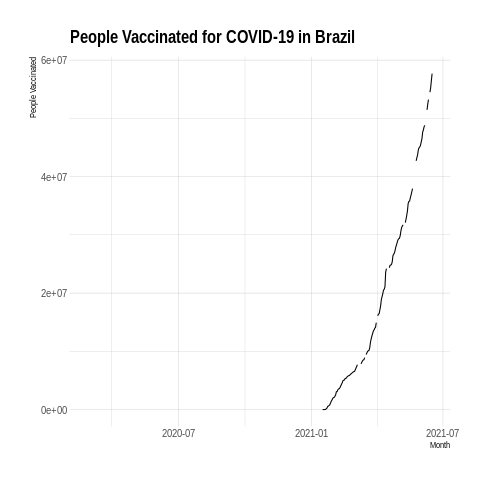 People Vaccinated for COVID-19 in Brazil
People Vaccinated
6e+07
4e+07
2e+07
0e+00
2020-07
2021-01
2021-07
Month